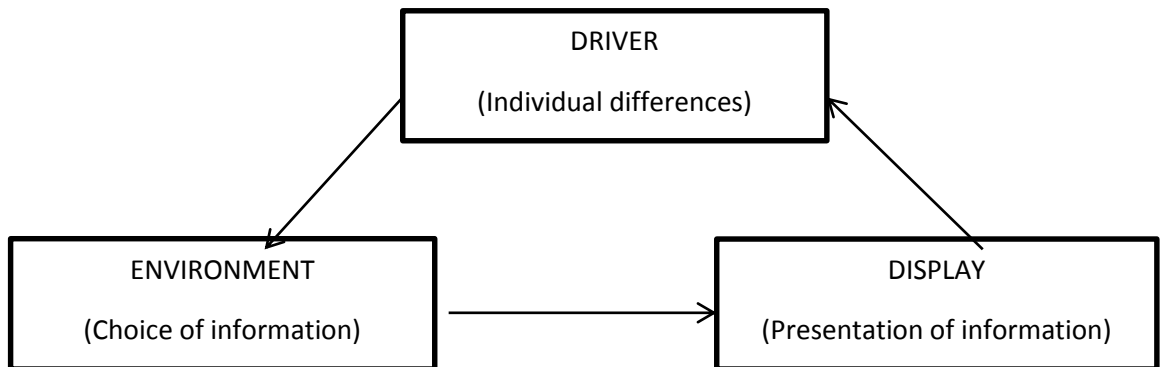 DRIVER
(Individual differences)
ENVIRONMENT
(Choice of information)
DISPLAY
(Presentation of information)